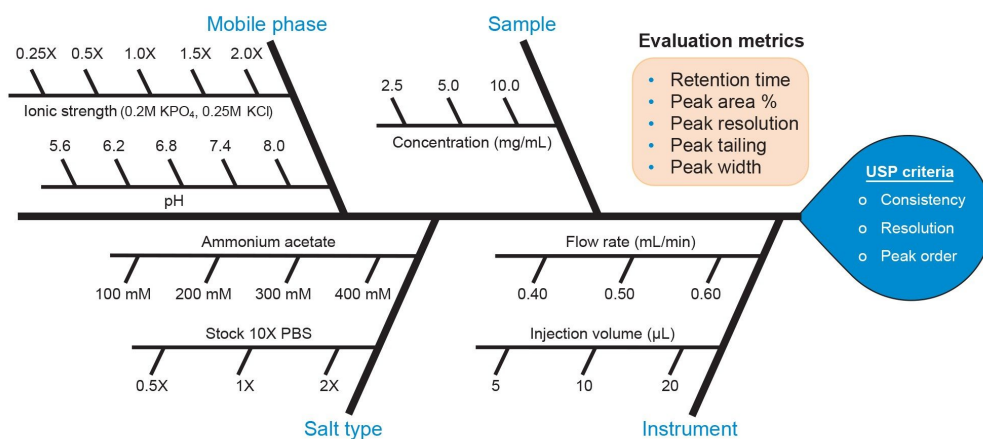 Mobile phase
0.25X 0.5X 1.0X 1.5X 2.0X
Ionic strength (0.2M KPO₄, 0.25M KCl)
5.6 6.2 6.8 7.4 8.0
pH
Sample
2.5 5.0 10.0
Concentration (mg/mL)
Evaluation metrics
• Retention time
• Peak area %
• Peak resolution
• Peak tailing
• Peak width
USP criteria
o Consistency
o Resolution
o Peak order
Ammonium acetate
100 mM 200 mM 300 mM 400 mM
Stock 10X PBS
0.5X 1X 2X
Salt type
Flow rate (mL/min)
0.40 0.50 0.60
Injection volume (µL)
5 10 20
Instrument